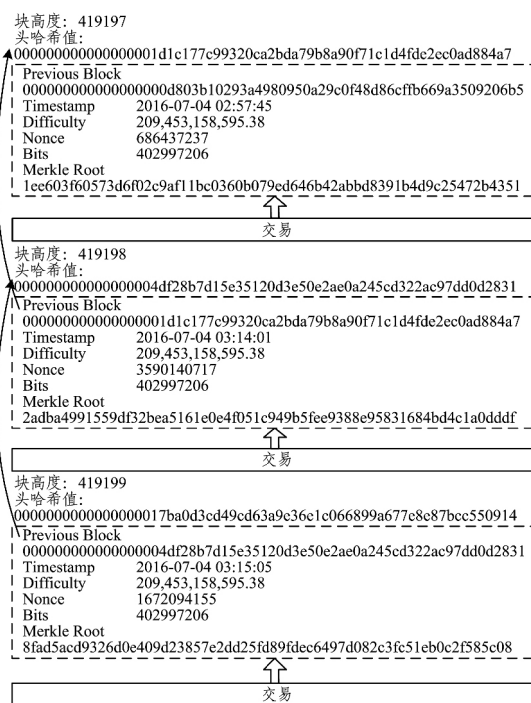 块高度: 419197
头哈希值:
000000000000000001d1c177c99320ca2bda79b8a90f71c1d4fde2ec0ad884a7
Previous Block
000000000000000000d803b10293a4980950a29c0f48d86cffb669a3509206b5
Timestamp 2016-07-04 02:57:45
Difficulty 209,453,158,595.38
Nonce 686437237
Bits 402997206
Merkle Root
1ee603f60573d6f02c9af11bc0360b079ed646b42abbd8391b4d9c25472b4351
交易
块高度: 419198
头哈希值:
000000000000000004df28b7d15e35120d3e50e2ae0a245cd322ac97dd0d2831
Previous Block
000000000000000001d1c177c99320ca2bda79b8a90f71c1d4fde2ec0ad884a7
Timestamp 2016-07-04 03:14:01
Difficulty 209,453,158,595.38
Nonce 3590140717
Bits 402997206
Merkle Root
2adba4991559df32bea5161e0e4f051c949b5fee9388e95831684bd4c1a0dddf
交易
块高度: 419199
头哈希值:
0000000000000000017ba0d3cd49cd63a9c36e1c066899a677e8e87bcc550914
Previous Block
000000000000000004df28b7d15e35120d3e50e2ae0a245cd322ac97dd0d2831
Timestamp 2016-07-04 03:15:05
Difficulty 209,453,158,595.38
Nonce 1672094155
Bits 402997206
Merkle Root
8fad5acd9326d0e409d23857e2dd25fd89fdec6497d082c3fc51eb0c2f585c08
交易